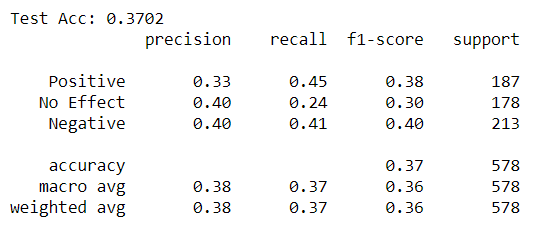 Test Acc: 0.3702
precision recall f1-score support
Positive 0.33 0.45 0.38 187
No Effect 0.40 0.24 0.30 178
Negative 0.40 0.41 0.40 213
accuracy 0.37 578
macro avg 0.38 0.37 0.36 578
weighted avg 0.38 0.37 0.36 578